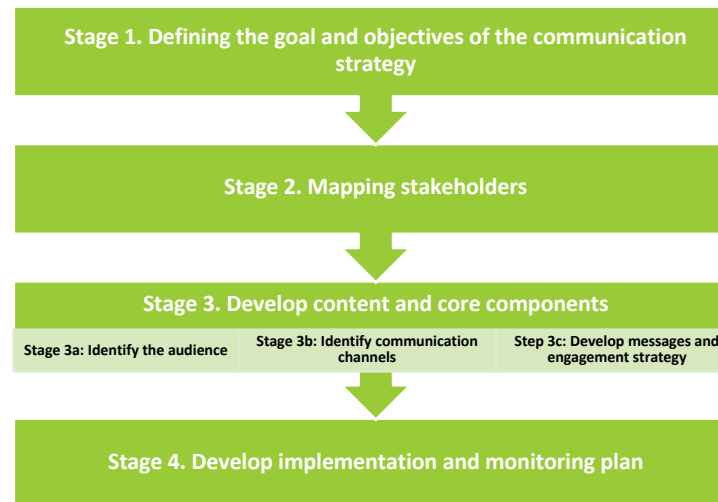 Stage 1. Defining the goal and objectives of the communication
strategy
Stage 2. Mapping stakeholders
Stage 3. Develop content and core components
Stage 3a: Identify the audience
Stage 3b: Identify communication
channels
Step 3c: Develop messages and
engagement strategy
Stage 4. Develop implementation and monitoring plan